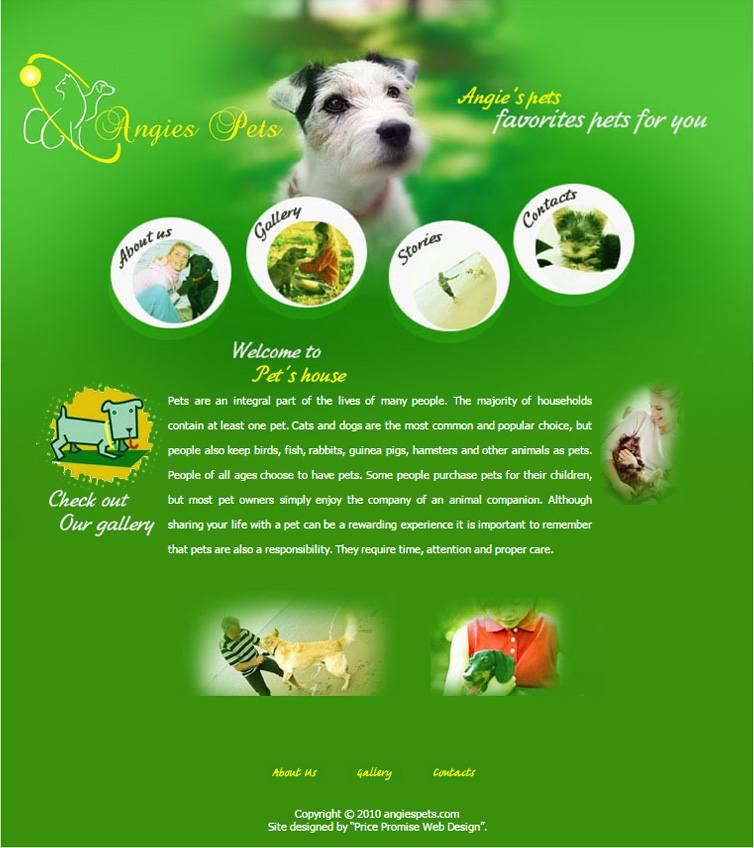 Angies Pets
Angie's pets
favorites pets for you
About us
Gallery
Stories
Contacts
Welcome to
Pet's house
Pets are an integral part of the lives of many people. The majority of households
contain at least one pet. Cats and dogs are the most common and popular choice, but
people also keep birds, fish, rabbits, guinea pigs, hamsters and other animals as pets.
People of all ages choose to have pets. Some people purchase pets for their children,
but most pet owners simply enjoy the company of an animal companion. Although
sharing your life with a pet can be a rewarding experience it is important to remember
that pets are also a responsibility. They require time, attention and proper care.
Check out
Our gallery
About Us Gallery Contacts
Copyright © 2010 angiespets.com
Site designed by “Price Promise Web Design”.